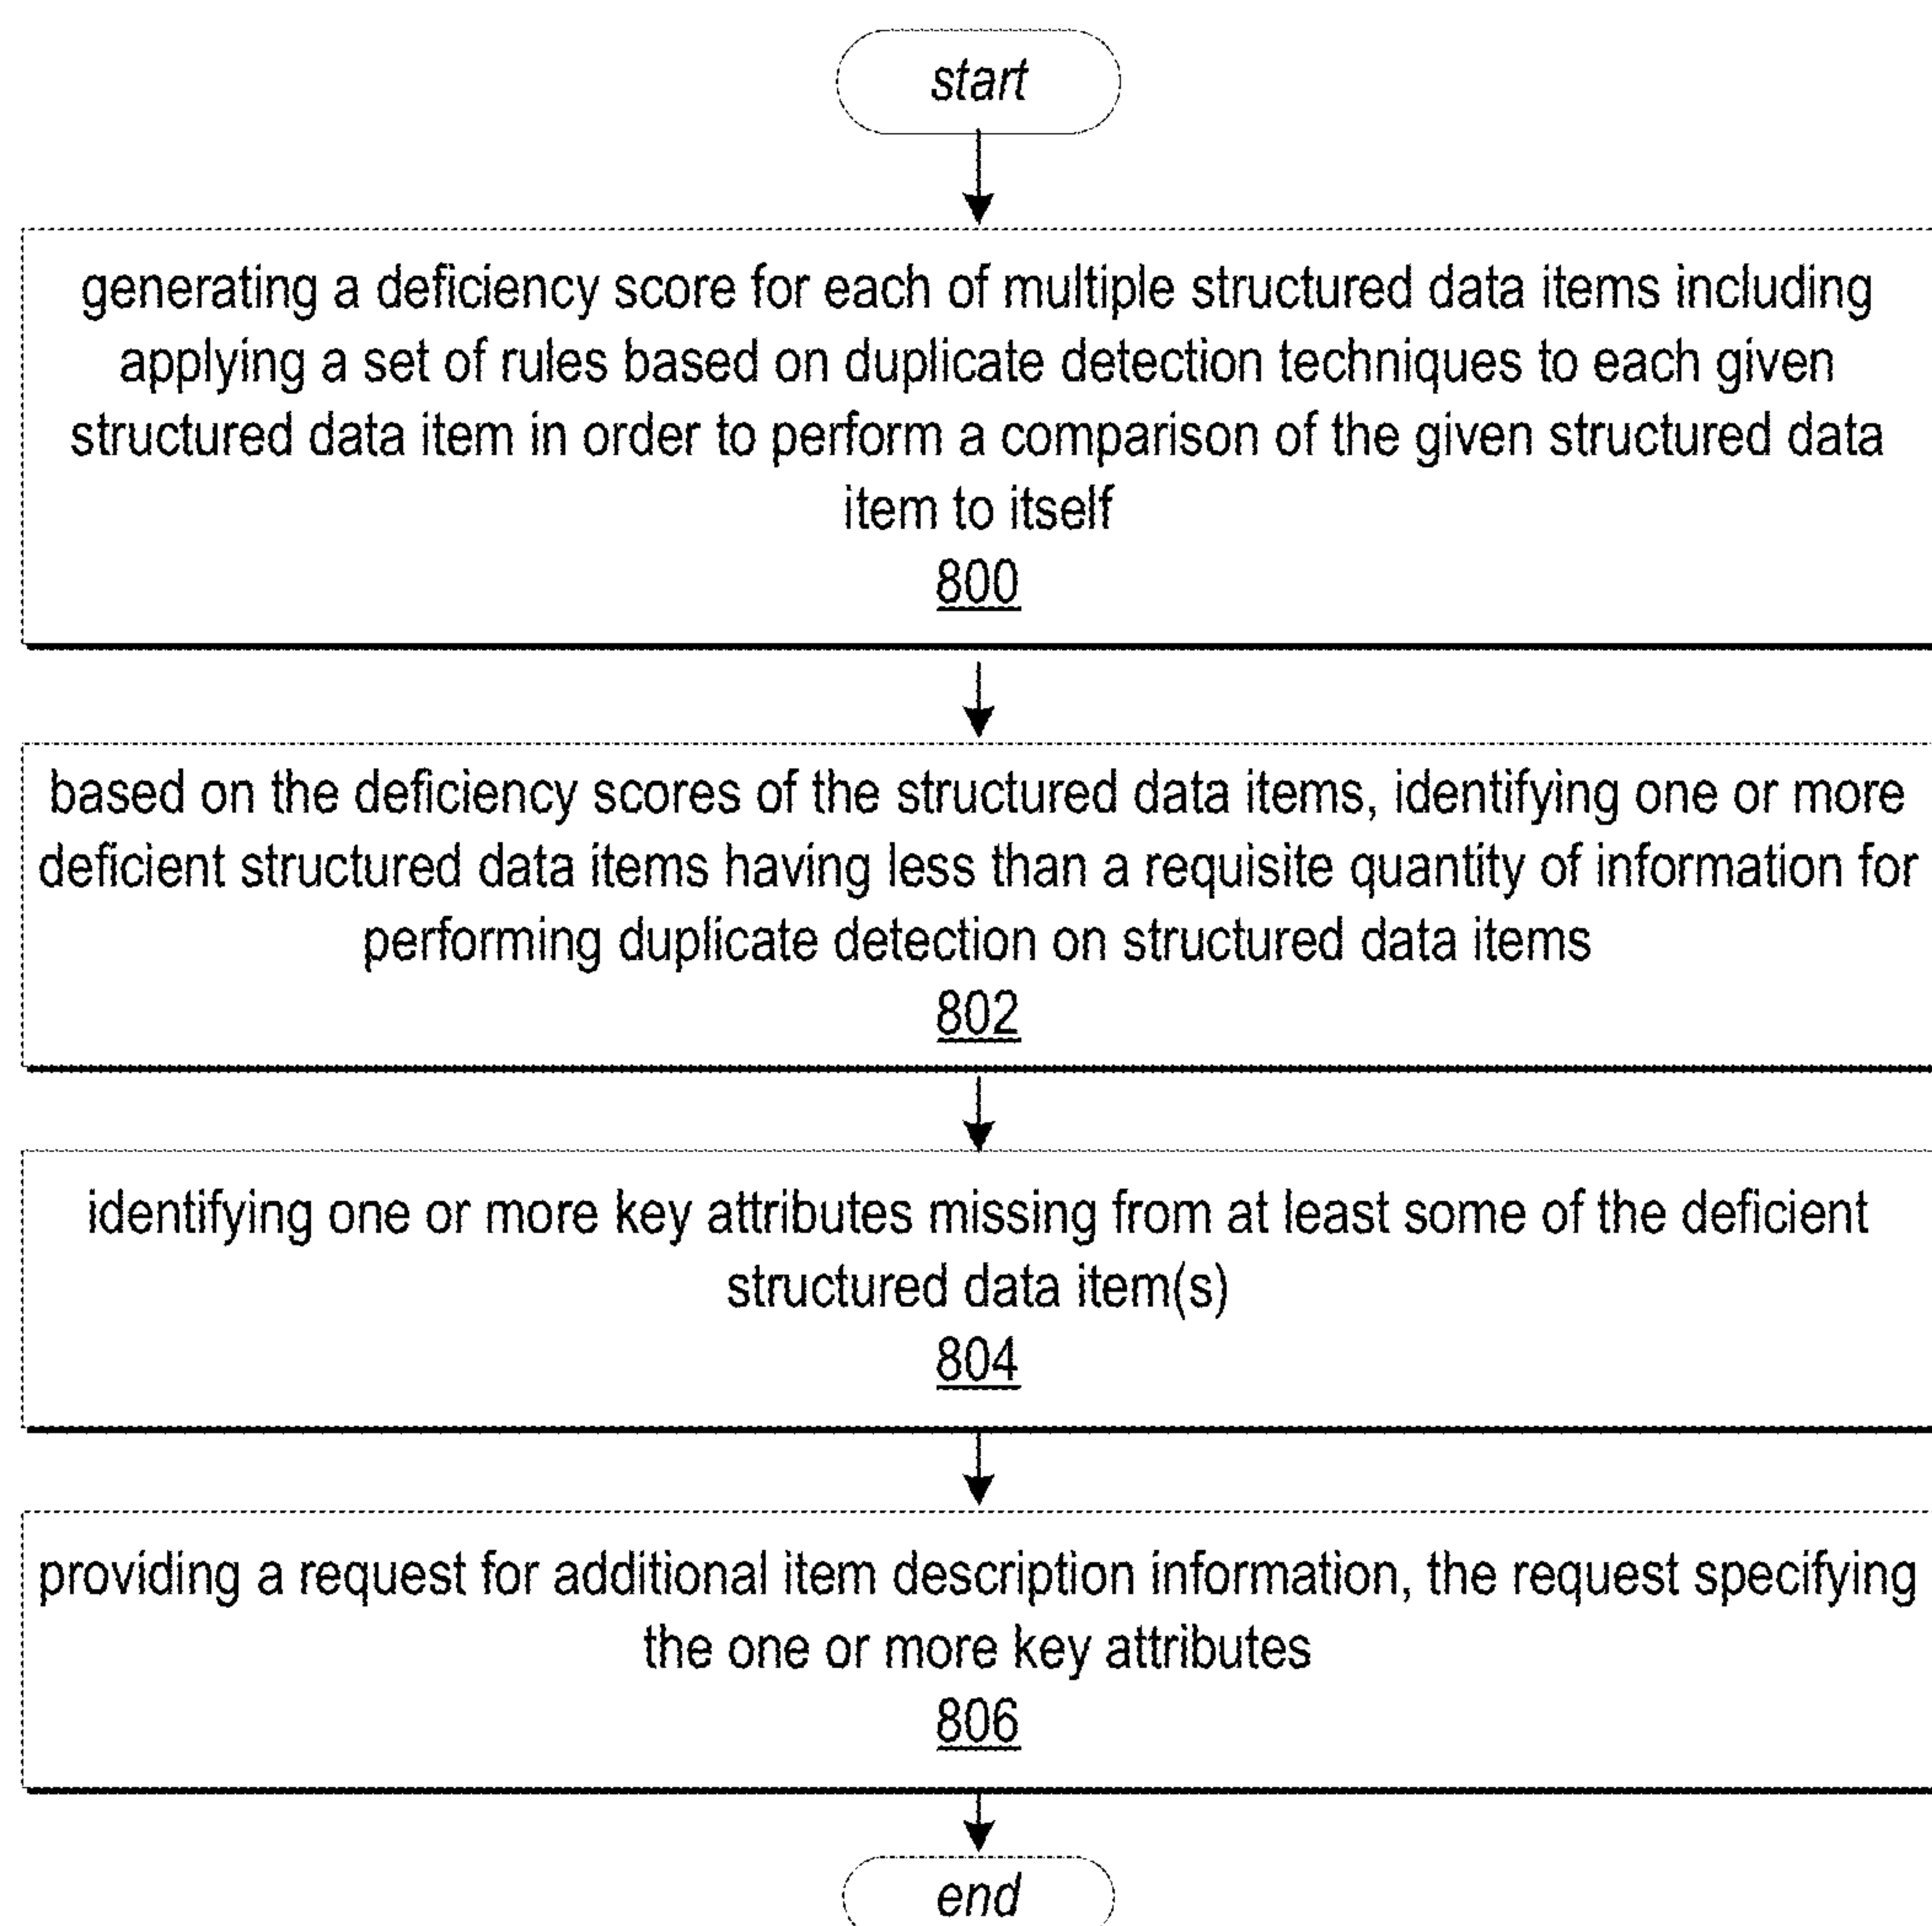 start
generating a deficiency score for each of multiple structured data items including
applying a set of rules based on duplicate detection techniques to each given
structured data item in order to perform a comparison of the given structured data
item to itself
800
based on the deficiency scores of the structured data items, identifying one or more
deficient structured data items having less than a requisite quantity of information for
performing duplicate detection on structured data items
802
identifying one or more key attributes missing from at least some of the deficient
structured data item(s)
804
providing a request for additional item description information, the request specifying
the one or more key attributes
806
end